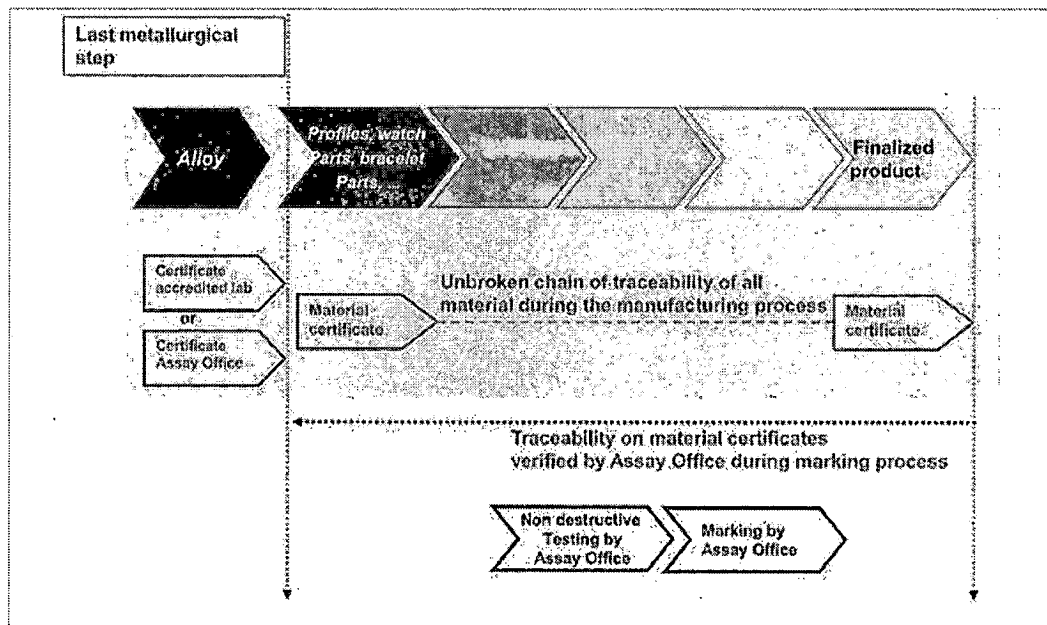 Last metallurgical
step
Alloy
Profiles, watch
Parts, bracelet
Parts
Finalized
product
Certificate
accredited lab
or
Certificate
Assay Office
Material
certificate
Unbroken chain of traceability of all
material during the manufacturing process
Material
certificate
Traceability on material certificates
verified by Assay Office during marking process
Non destructive
Testing by
Assay Office
Marking by
Assay Office